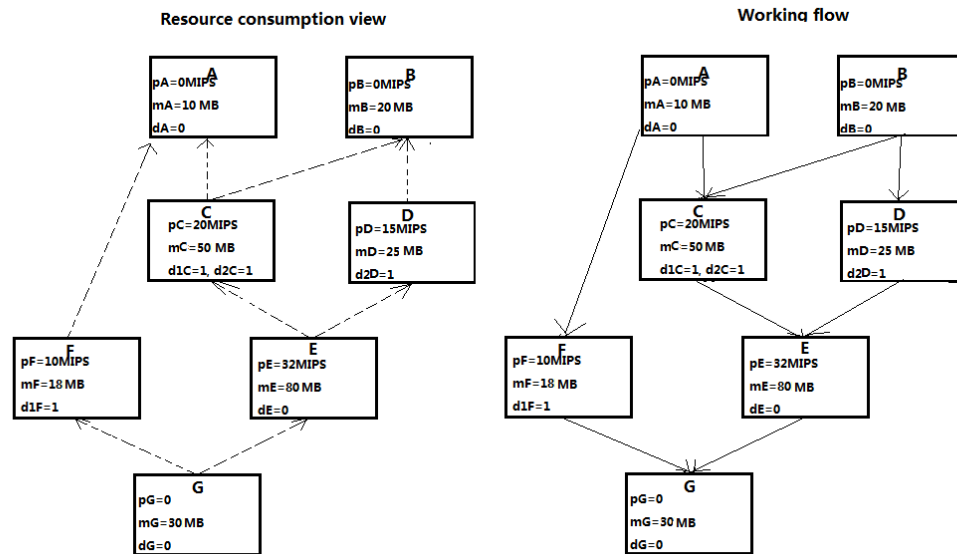 Resource consumption view
Working flow
A
pA=0MIPS
mA=10 MB
dA=0
B
pB=0MIPS
mB=20 MB
dB=0
A
pA=0MIPS
mA=10 MB
dA=0
B
pB=0MIPS
mB=20 MB
dB=0
C
pC=20MIPS
mC=50 MB
d1C=1, d2C=1
D
pD=15MIPS
mD=25 MB
d2D=1
C
pC=20MIPS
mC=50 MB
d1C=1, d2C=1
D
pD=15MIPS
mD=25 MB
d2D=1
F
pF=10MIPS
mF=18 MB
d1F=1
E
pE=32MIPS
mE=80 MB
dE=0
F
pF=10MIPS
mF=18 MB
d1F=1
E
pE=32MIPS
mE=80 MB
dE=0
G
pG=0
mG=30 MB
dG=0
G
pG=0
mG=30 MB
dG=0